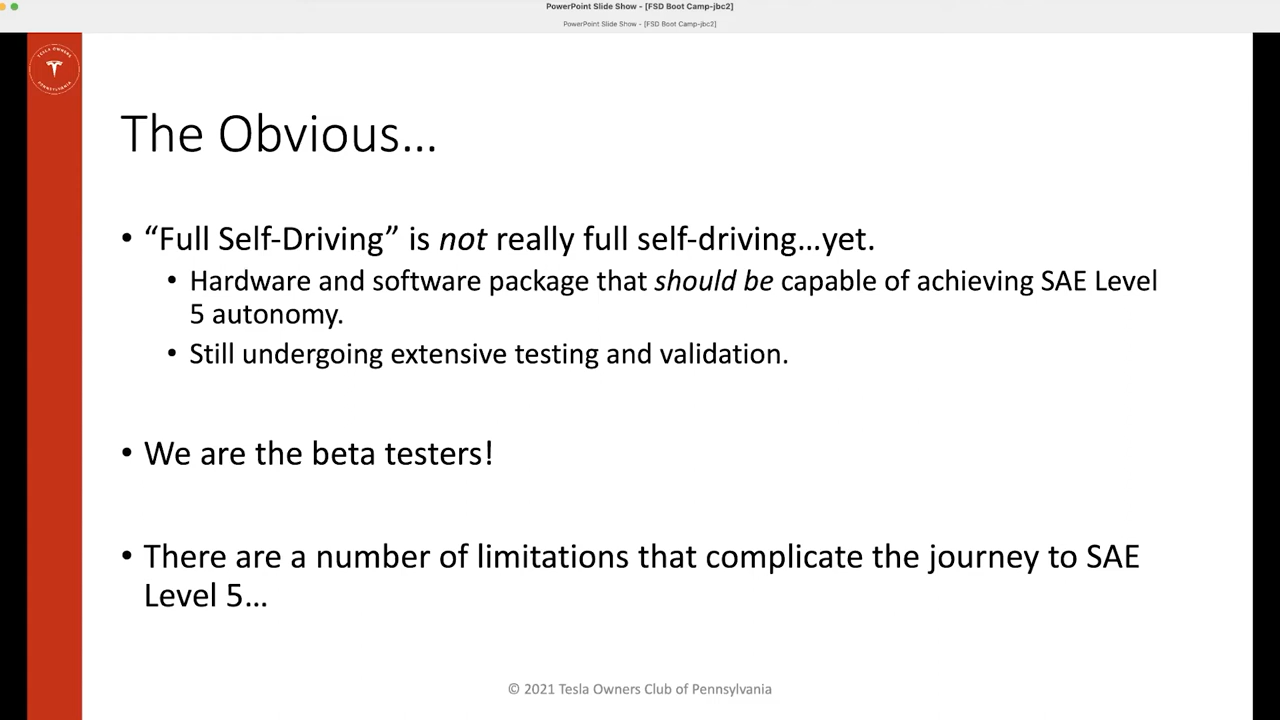 PowerPoint Slide Show - [FSD Boot Camp-jbc2]
PowerPoint Slide Show - [FSD Boot Camp-jbc2]
TESLA OWNERS
PENNSYLVANIA
The Obvious...
• “Full Self-Driving” is not really full self-driving...yet.
• Hardware and software package that should be capable of achieving SAE Level
5 autonomy.
• Still undergoing extensive testing and validation.
• We are the beta testers!
• There are a number of limitations that complicate the journey to SAE
Level 5...
© 2021 Tesla Owners Club of Pennsylvania